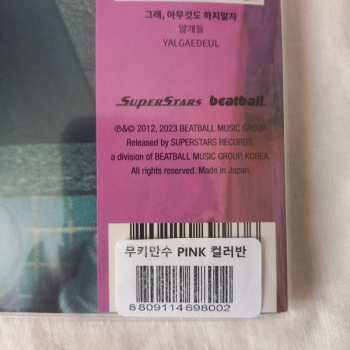 그래, 아무것도 하지말자
얄개들
YALGAEDEUL
SUPERSTARS beatball
℗&© 2012, 2023 BEATBALL MUSIC GROUP.
Released by SUPERSTARS RECORDS,
a division of BEATBALL MUSIC GROUP, KOREA.
All rights reserved. Made in Japan.
무키만수 PINK 컬러반
8809114698002